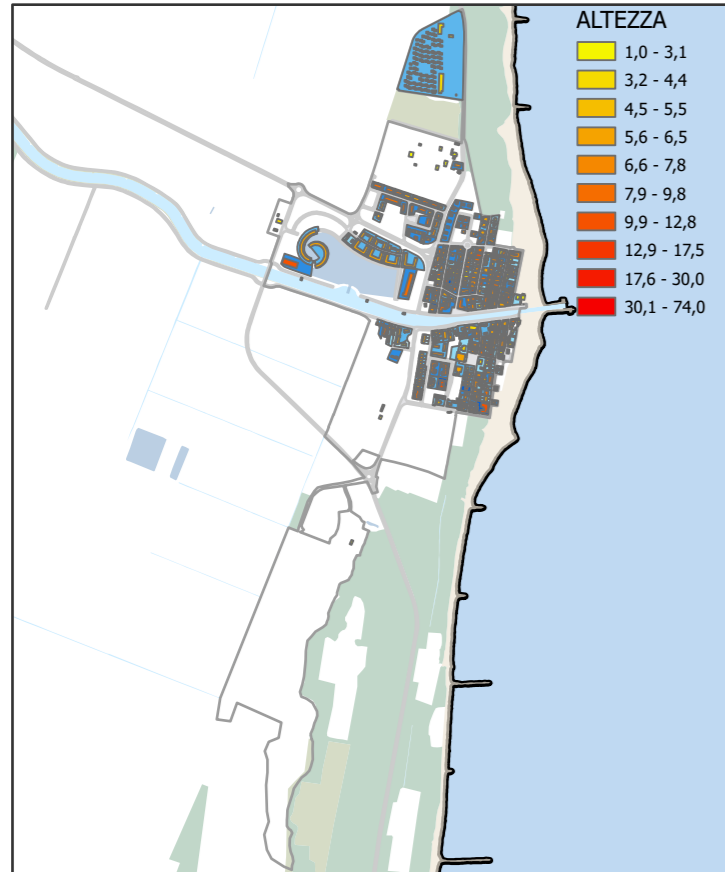 ALTEZZA
1,0 - 3,1
3,2 - 4,4
4,5 - 5,5
5,6 - 6,5
6,6 - 7,8
7,9 - 9,8
9,9 - 12,8
12,9 - 17,5
17,6 - 30,0
30,1 - 74,0